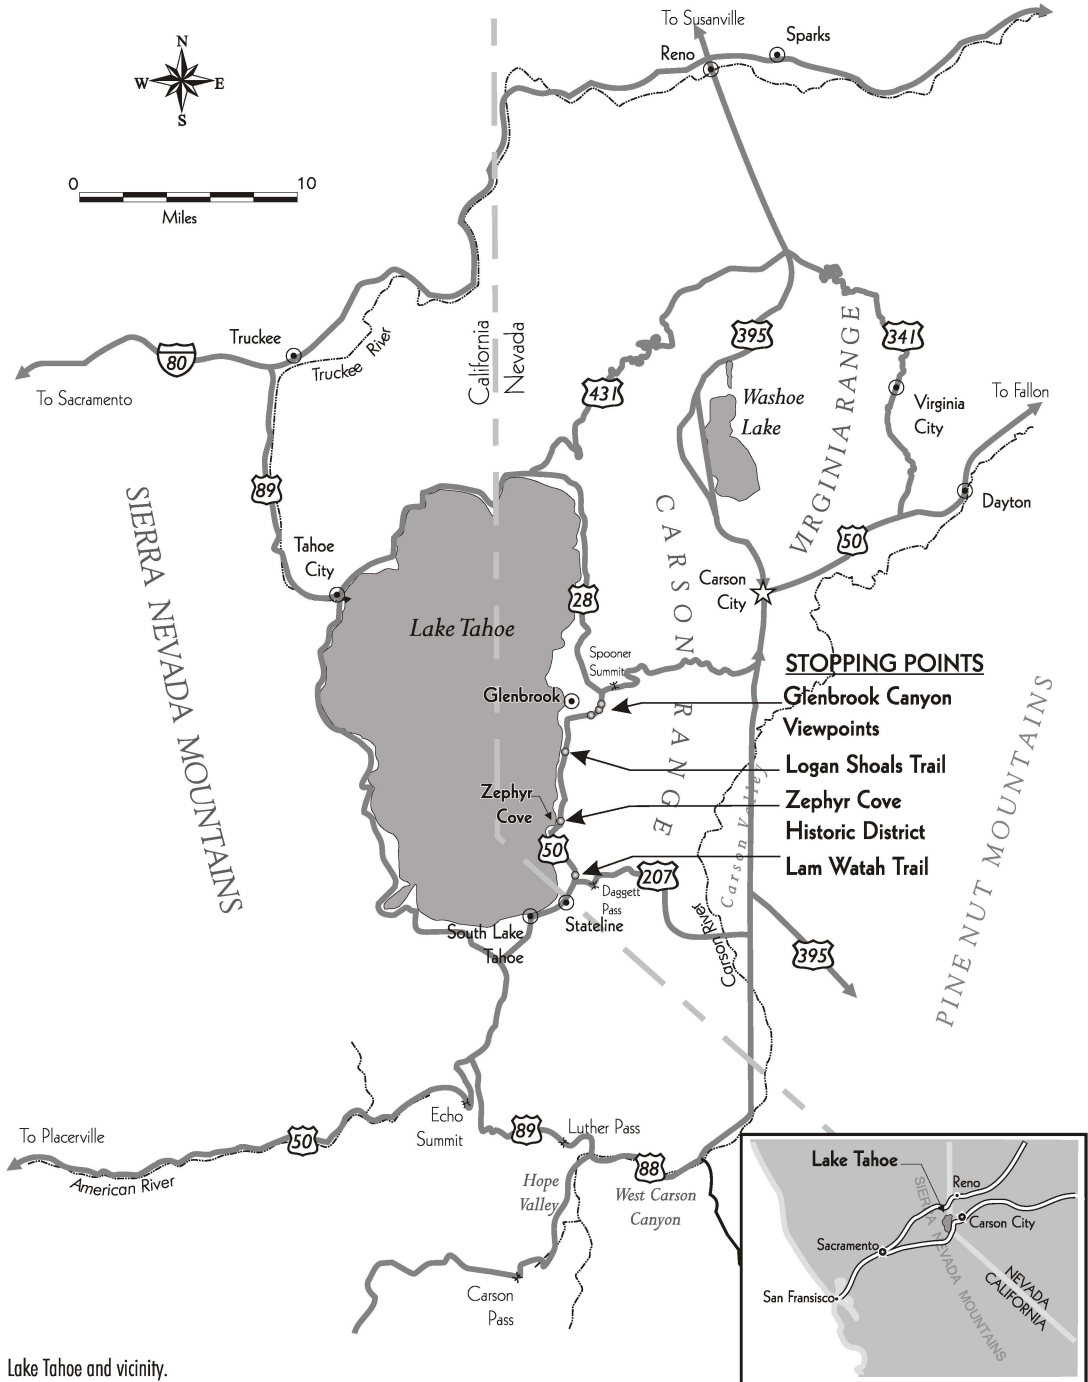 To Susanville
Reno
Sparks
N
W
E
S
0
10
Miles
Truckee
80
To Sacramento
Truckee
River
California
Nevada
395
341
431
Washoe
Lake
VIRGINIA RANGE
Virginia
City
To Fallon
Dayton
50
89
SIERRA NEVADA MOUNTAINS
Tahoe
City
CARSON RANGE
Carson
City
28
Lake Tahoe
Spooner
Summit
Glenbrook
STOPPING POINTS
Glenbrook Canyon
Viewpoints
Logan Shoals Trail
Zephyr Cove
Historic District
Lam Watah Trail
Zephyr
Cove
50
207
Daggett
Pass
Stateline
South Lake
Tahoe
Carson Valley
Carson River
395
PINE NUT MOUNTAINS
Echo
Summit
89
Luther Pass
To Placerville
50
American River
Hope
Valley
88
West Carson
Canyon
Carson
Pass
Lake Tahoe
Reno
Carson City
Sacramento
San Fransisco
SIERRA NEVADA MOUNTAINS
NEVADA
CALIFORNIA
Lake Tahoe and vicinity.